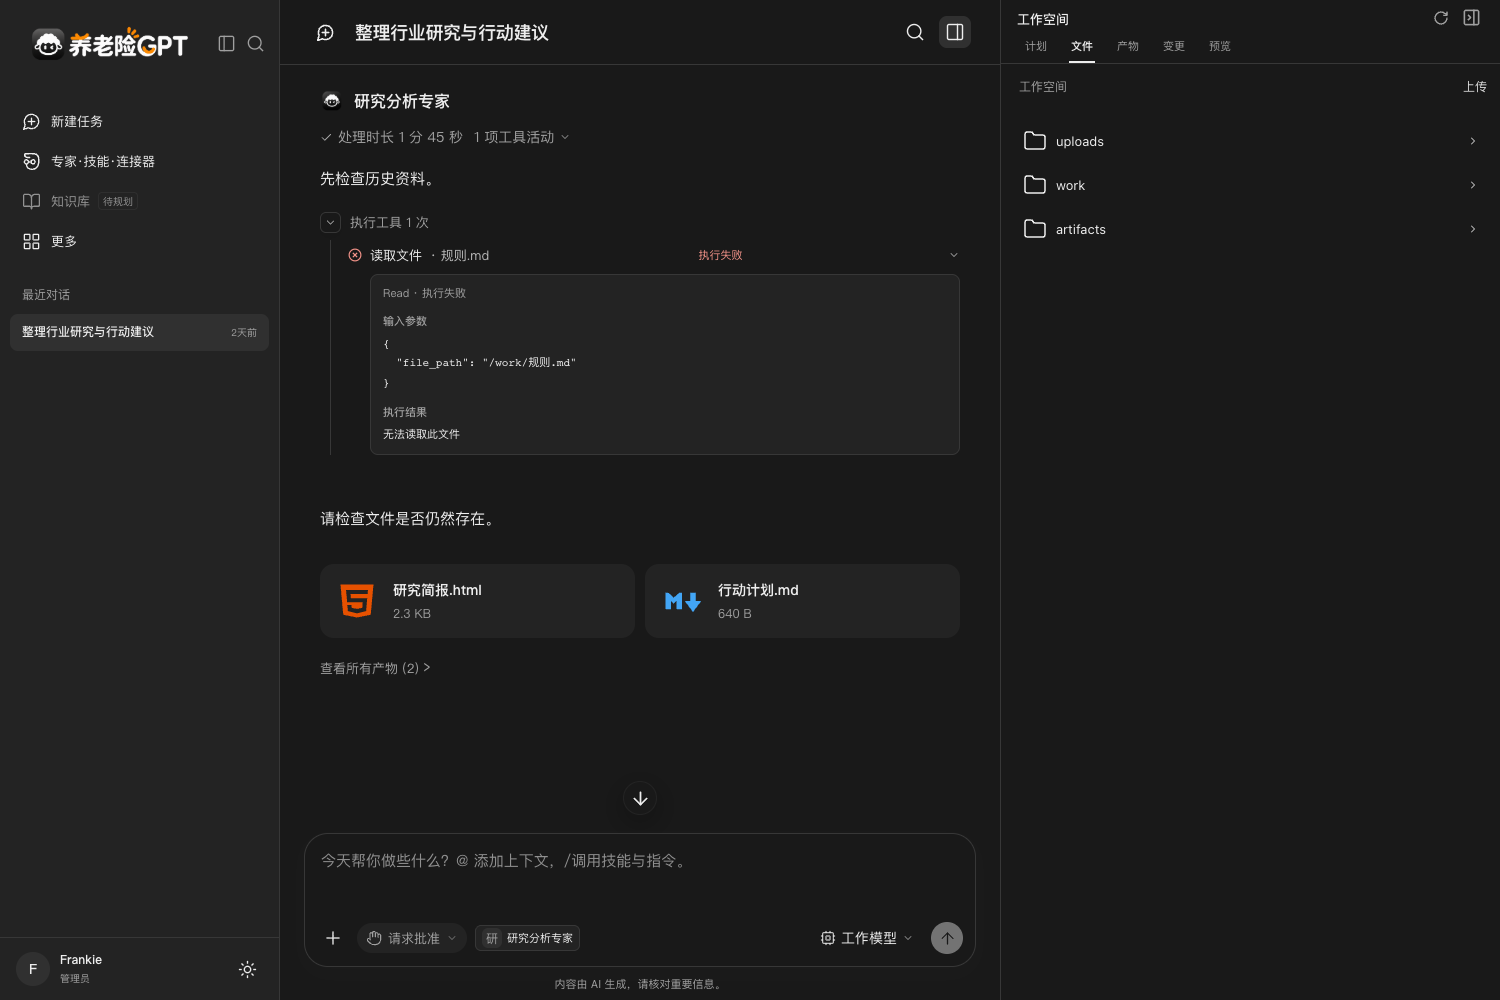 养老险GPT
新建任务
专家·技能·连接器
知识库 待规划
更多
最近对话
整理行业研究与行动建议 2天前
F
Frankie
管理员
整理行业研究与行动建议
研究分析专家
处理时长 1 分 45 秒 1 项工具活动
先检查历史资料。
执行工具 1 次
读取文件 · 规则.md 执行失败
Read · 执行失败
输入参数
{
"file_path": "/work/规则.md"
}
执行结果
无法读取此文件
请检查文件是否仍然存在。
研究简报.html
2.3 KB
行动计划.md
640 B
查看所有产物 (2)
今天帮你做些什么？@ 添加上下文，/调用技能与指令。
请求批准 研 研究分析专家 工作模型
内容由 AI 生成，请核对重要信息。
工作空间
计划 文件 产物 变更 预览
工作空间 上传
uploads
work
artifacts